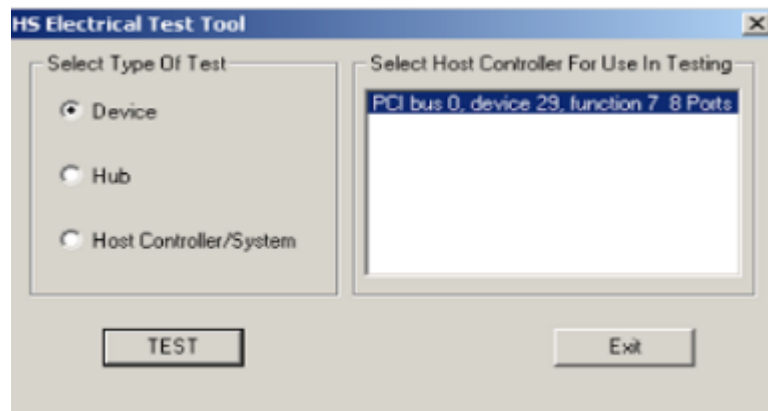 HS Electrical Test Tool
Select Type Of Test
Device
Hub
Host Controller/System
Select Host Controller For Use In Testing
PCI bus 0, device 29, function 7 8 Ports
TEST
Exit